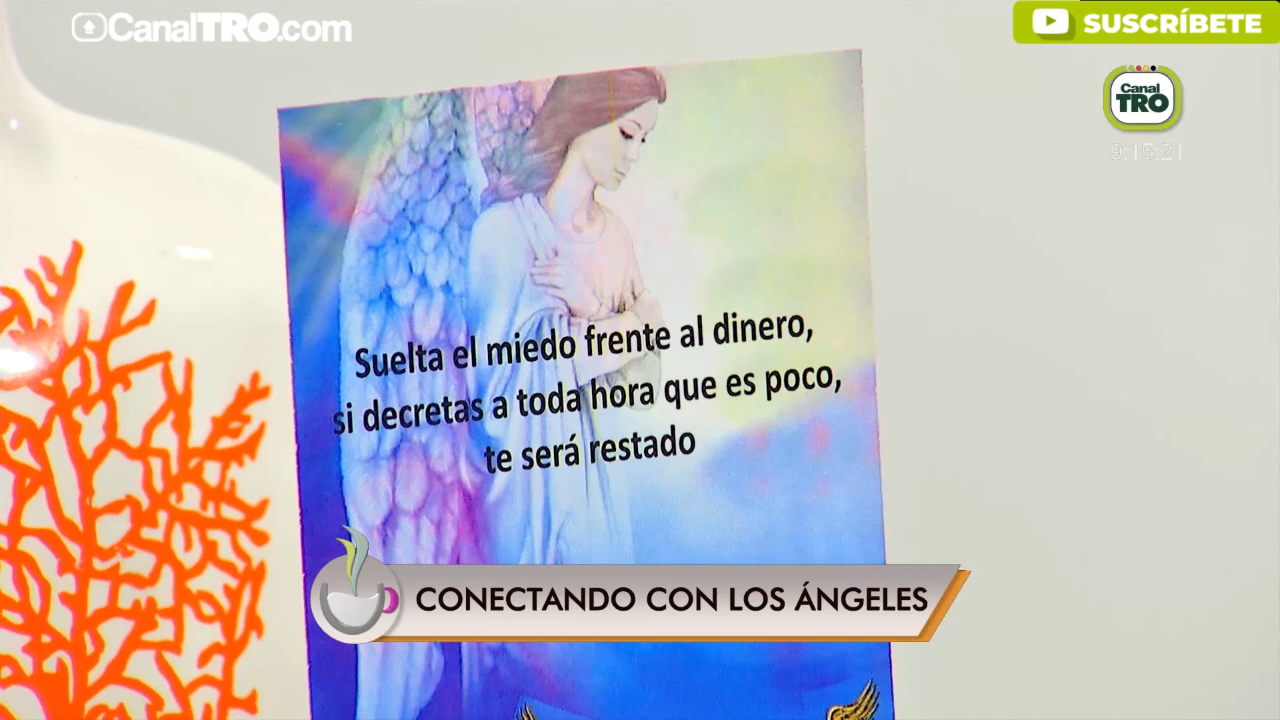 CanalTRO.com
SUSCRÍBETE
Canal
TRO
9:15:21
Suelta el miedo frente al dinero,
si decretas a toda hora que es poco,
te será restado
CONECTANDO CON LOS ÁNGELES